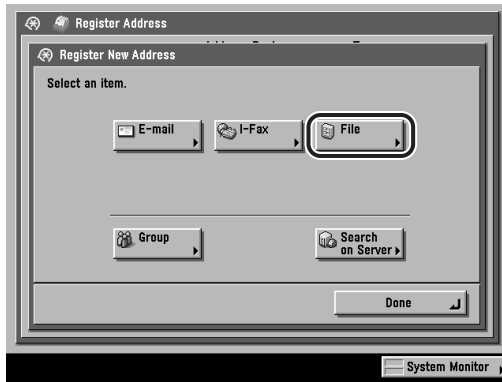 Register Address
Register New Address
Select an item.
E-mail
I-Fax
File
Group
Search
on Server
Done
System Monitor